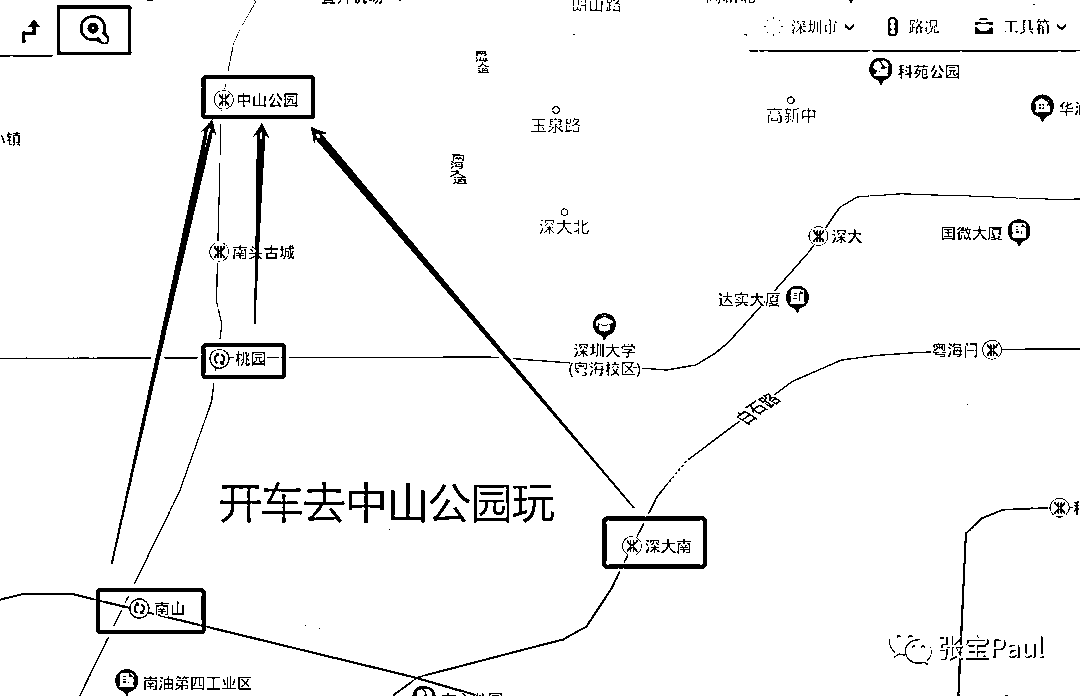 深圳市
路况
工具箱
科苑公园
中山公园
玉泉路
高新中
小镇
南头古城
深大北
深大
国微大厦
达实大厦
深圳大学
(粤海校区)
桃园
粤海门
白石路
开车去中山公园玩
深大南
南山
张宝Paul
南油第四工业区